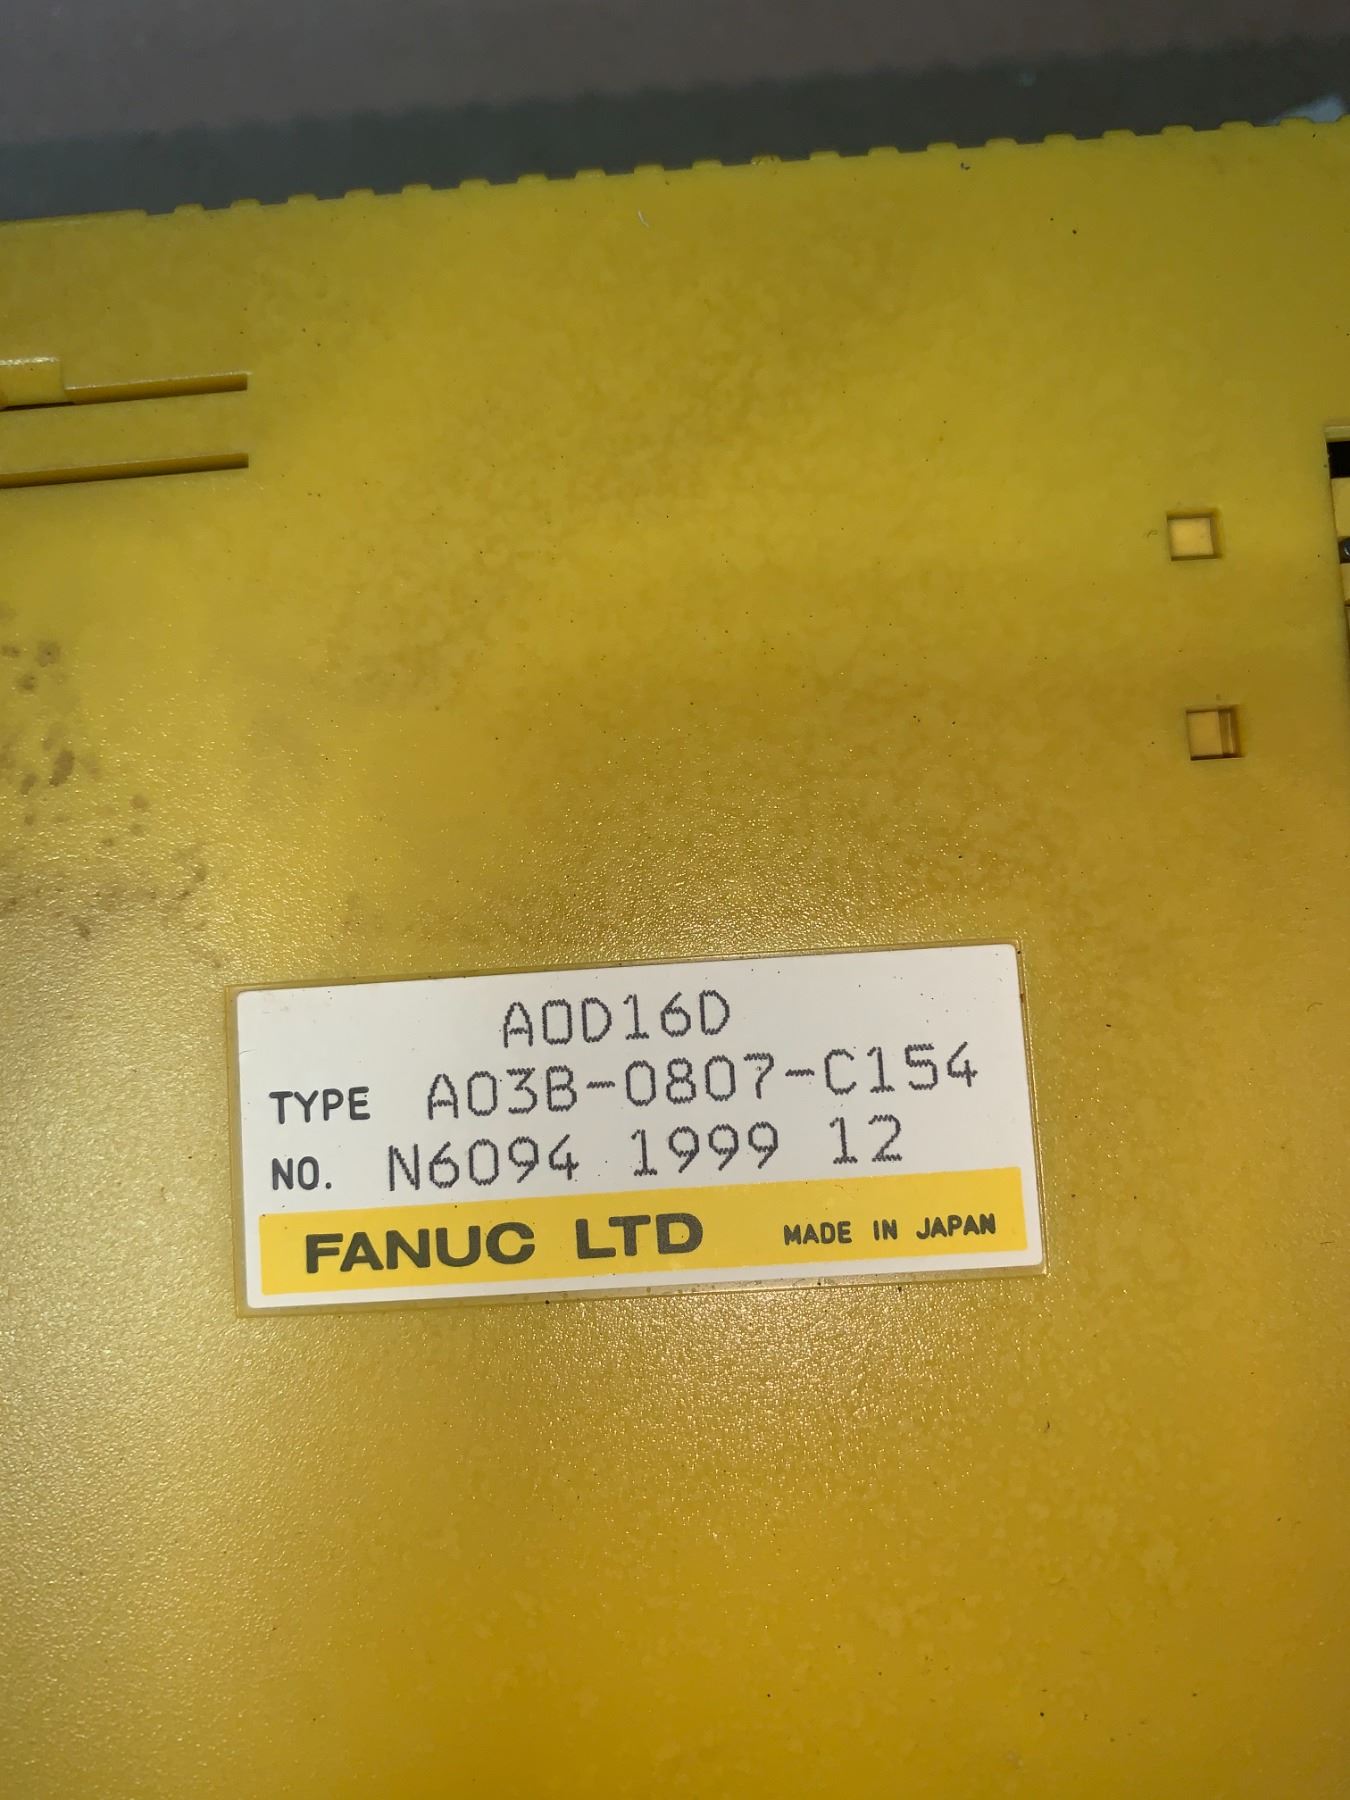 AOD16D
TYPE A03B-0807-C154
NO. N6094 1999 12
FANUC LTD MADE IN JAPAN